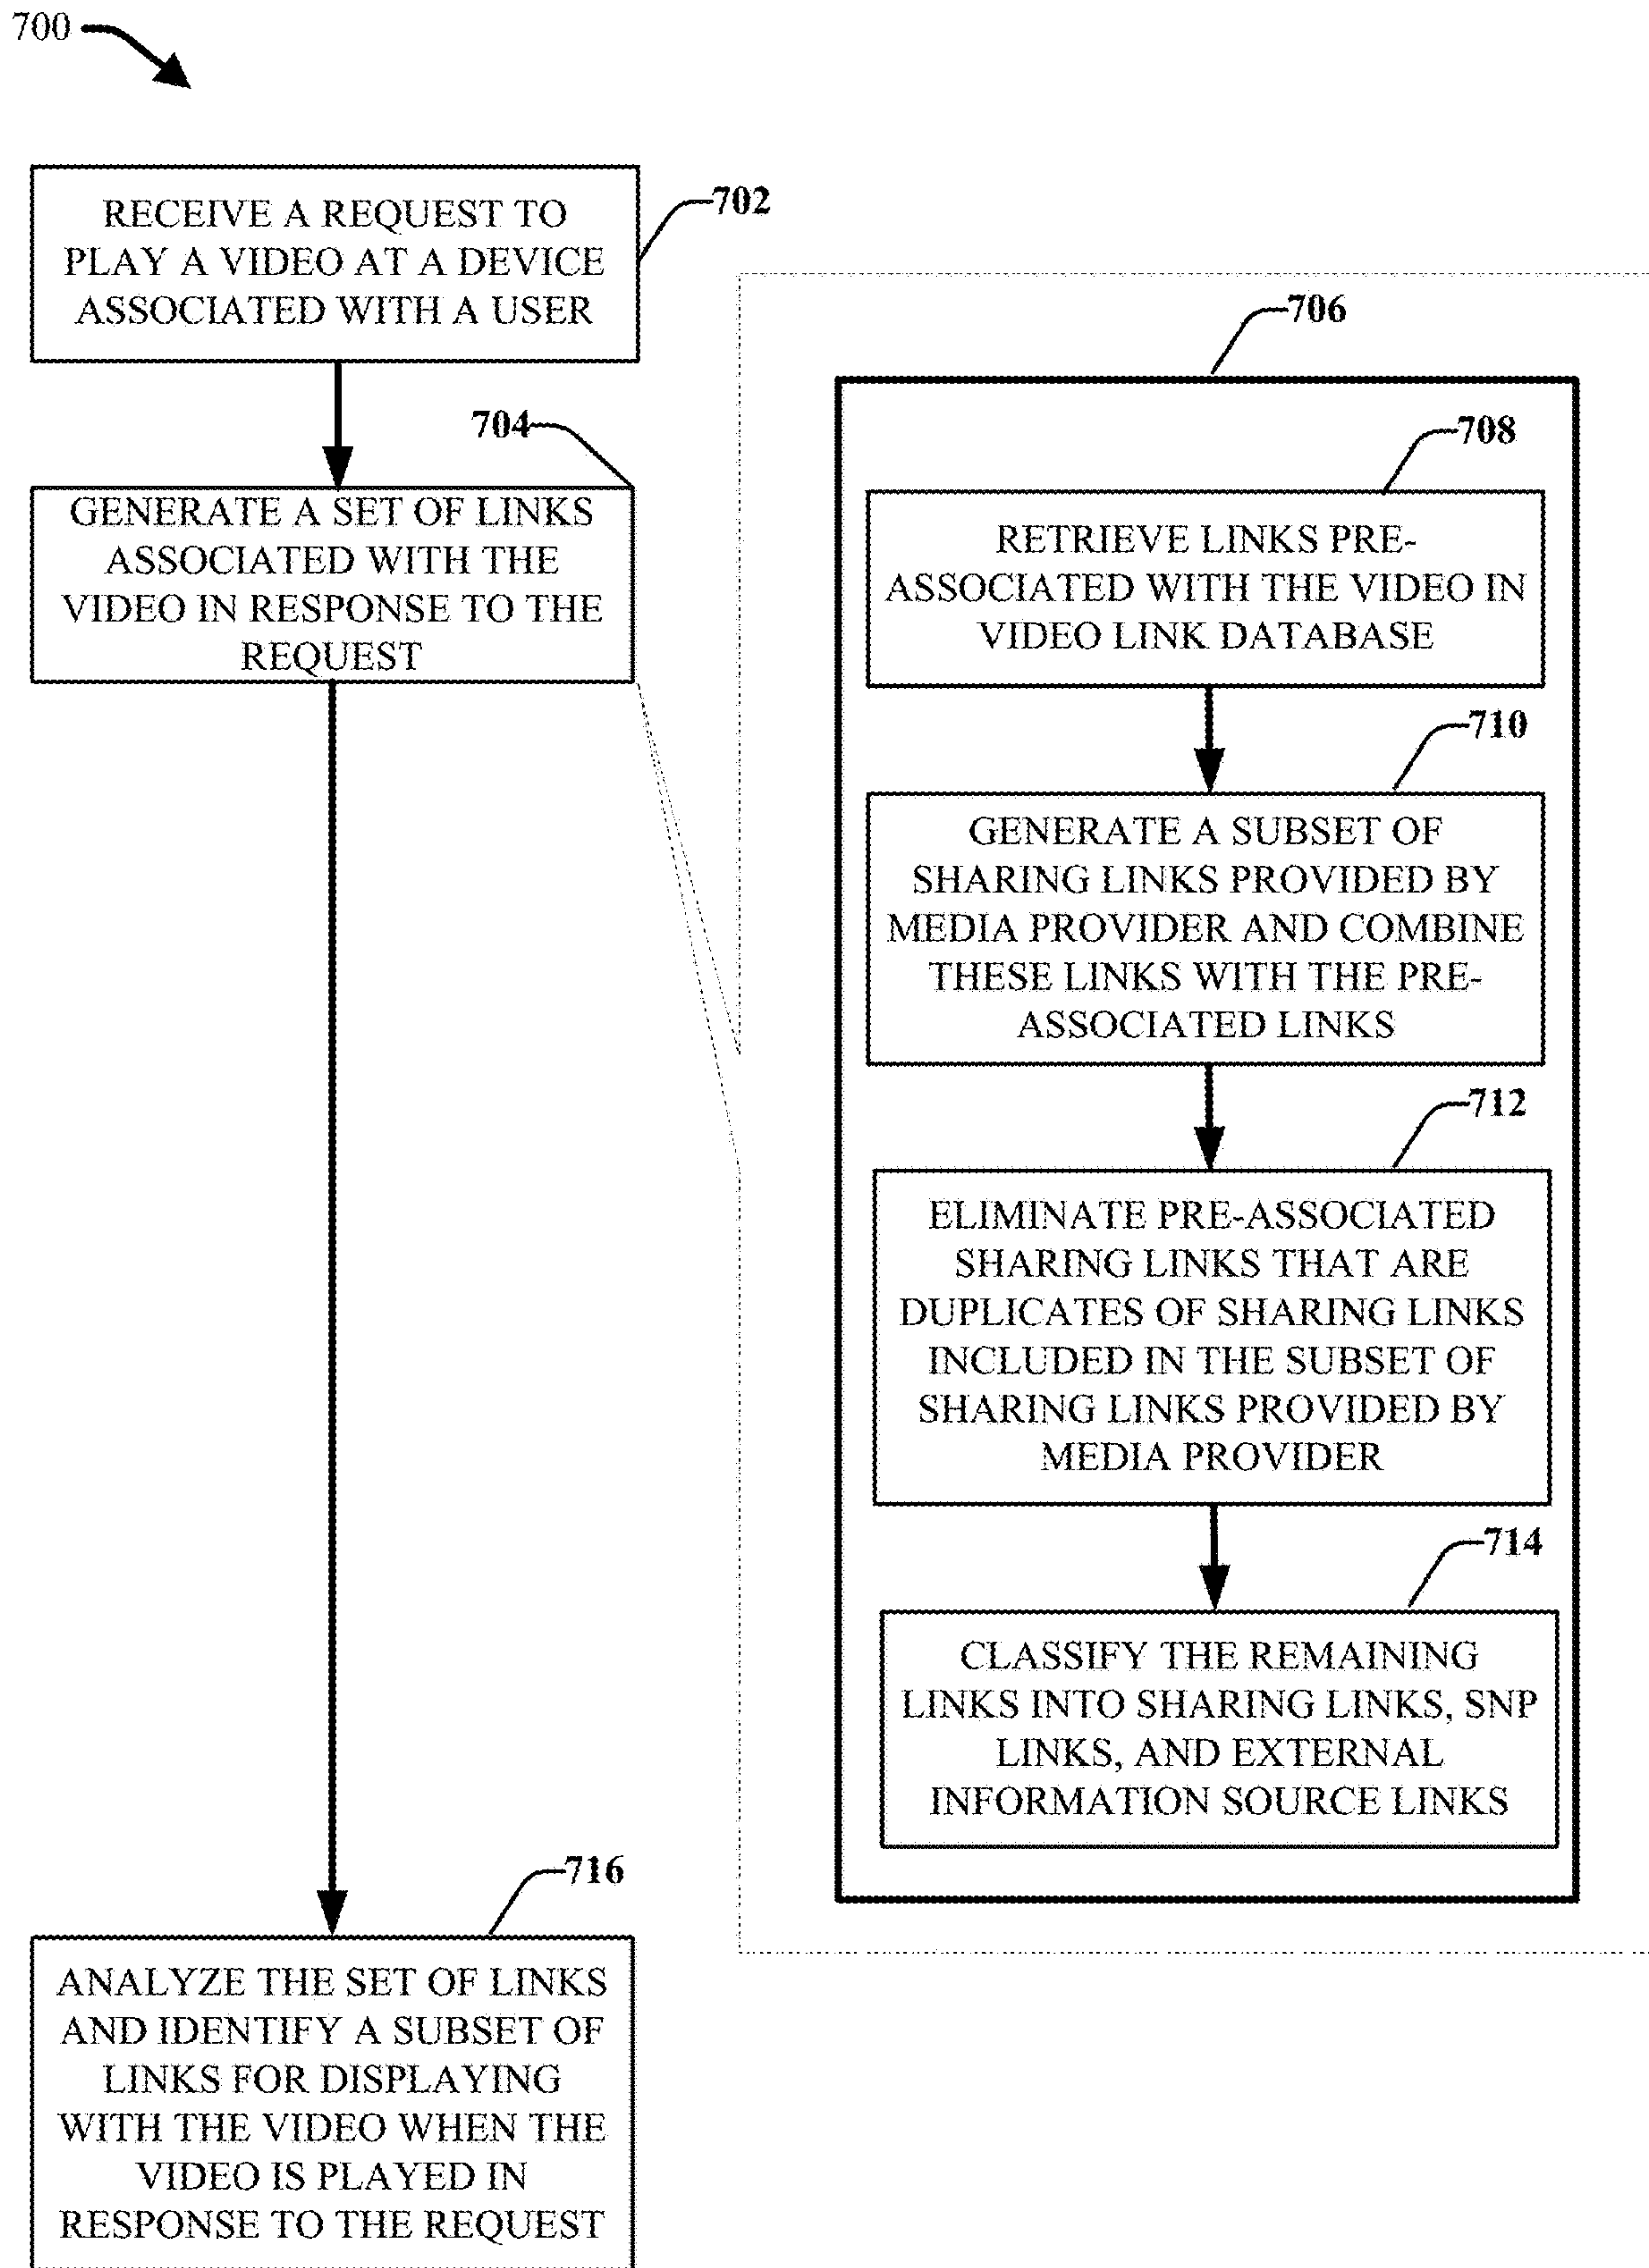 700
RECEIVE A REQUEST TO
PLAY A VIDEO AT A DEVICE
ASSOCIATED WITH A USER
702
704
GENERATE A SET OF LINKS
ASSOCIATED WITH THE
VIDEO IN RESPONSE TO THE
REQUEST
706
708
RETRIEVE LINKS PRE-
ASSOCIATED WITH THE VIDEO IN
VIDEO LINK DATABASE
710
GENERATE A SUBSET OF
SHARING LINKS PROVIDED BY
MEDIA PROVIDER AND COMBINE
THESE LINKS WITH THE PRE-
ASSOCIATED LINKS
712
ELIMINATE PRE-ASSOCIATED
SHARING LINKS THAT ARE
DUPLICATES OF SHARING LINKS
INCLUDED IN THE SUBSET OF
SHARING LINKS PROVIDED BY
MEDIA PROVIDER
714
CLASSIFY THE REMAINING
LINKS INTO SHARING LINKS, SNP
LINKS, AND EXTERNAL
INFORMATION SOURCE LINKS
716
ANALYZE THE SET OF LINKS
AND IDENTIFY A SUBSET OF
LINKS FOR DISPLAYING
WITH THE VIDEO WHEN THE
VIDEO IS PLAYED IN
RESPONSE TO THE REQUEST